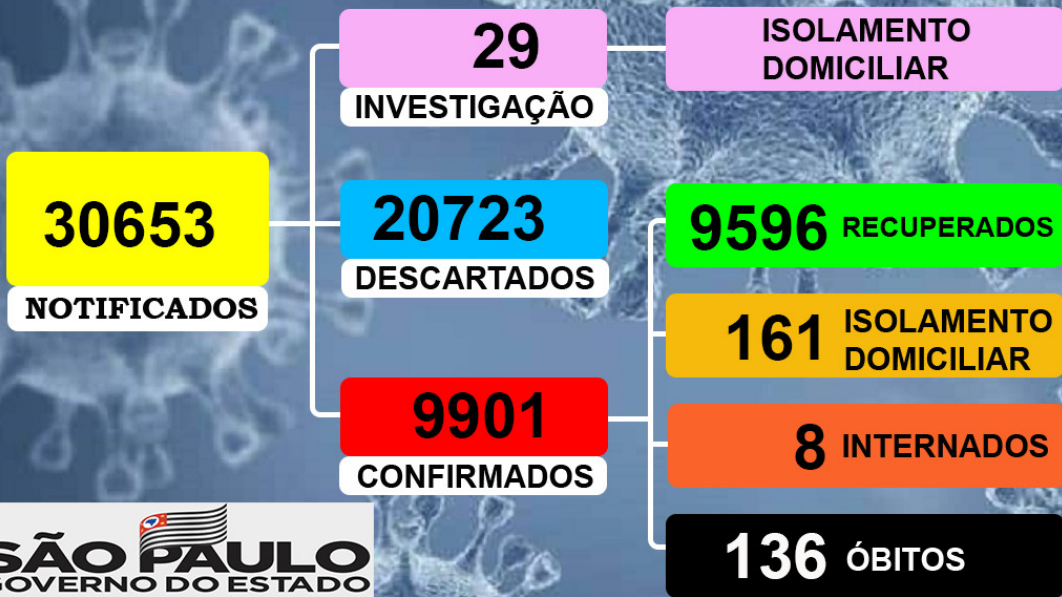 30653
NOTIFICADOS
29
INVESTIGAÇÃO
ISOLAMENTO
DOMICILIAR
20723
DESCARTADOS
9901
CONFIRMADOS
9596 RECUPERADOS
161 ISOLAMENTO
DOMICILIAR
8 INTERNADOS
136 ÓBITOS
SÃO PAULO
GOVERNO DO ESTADO